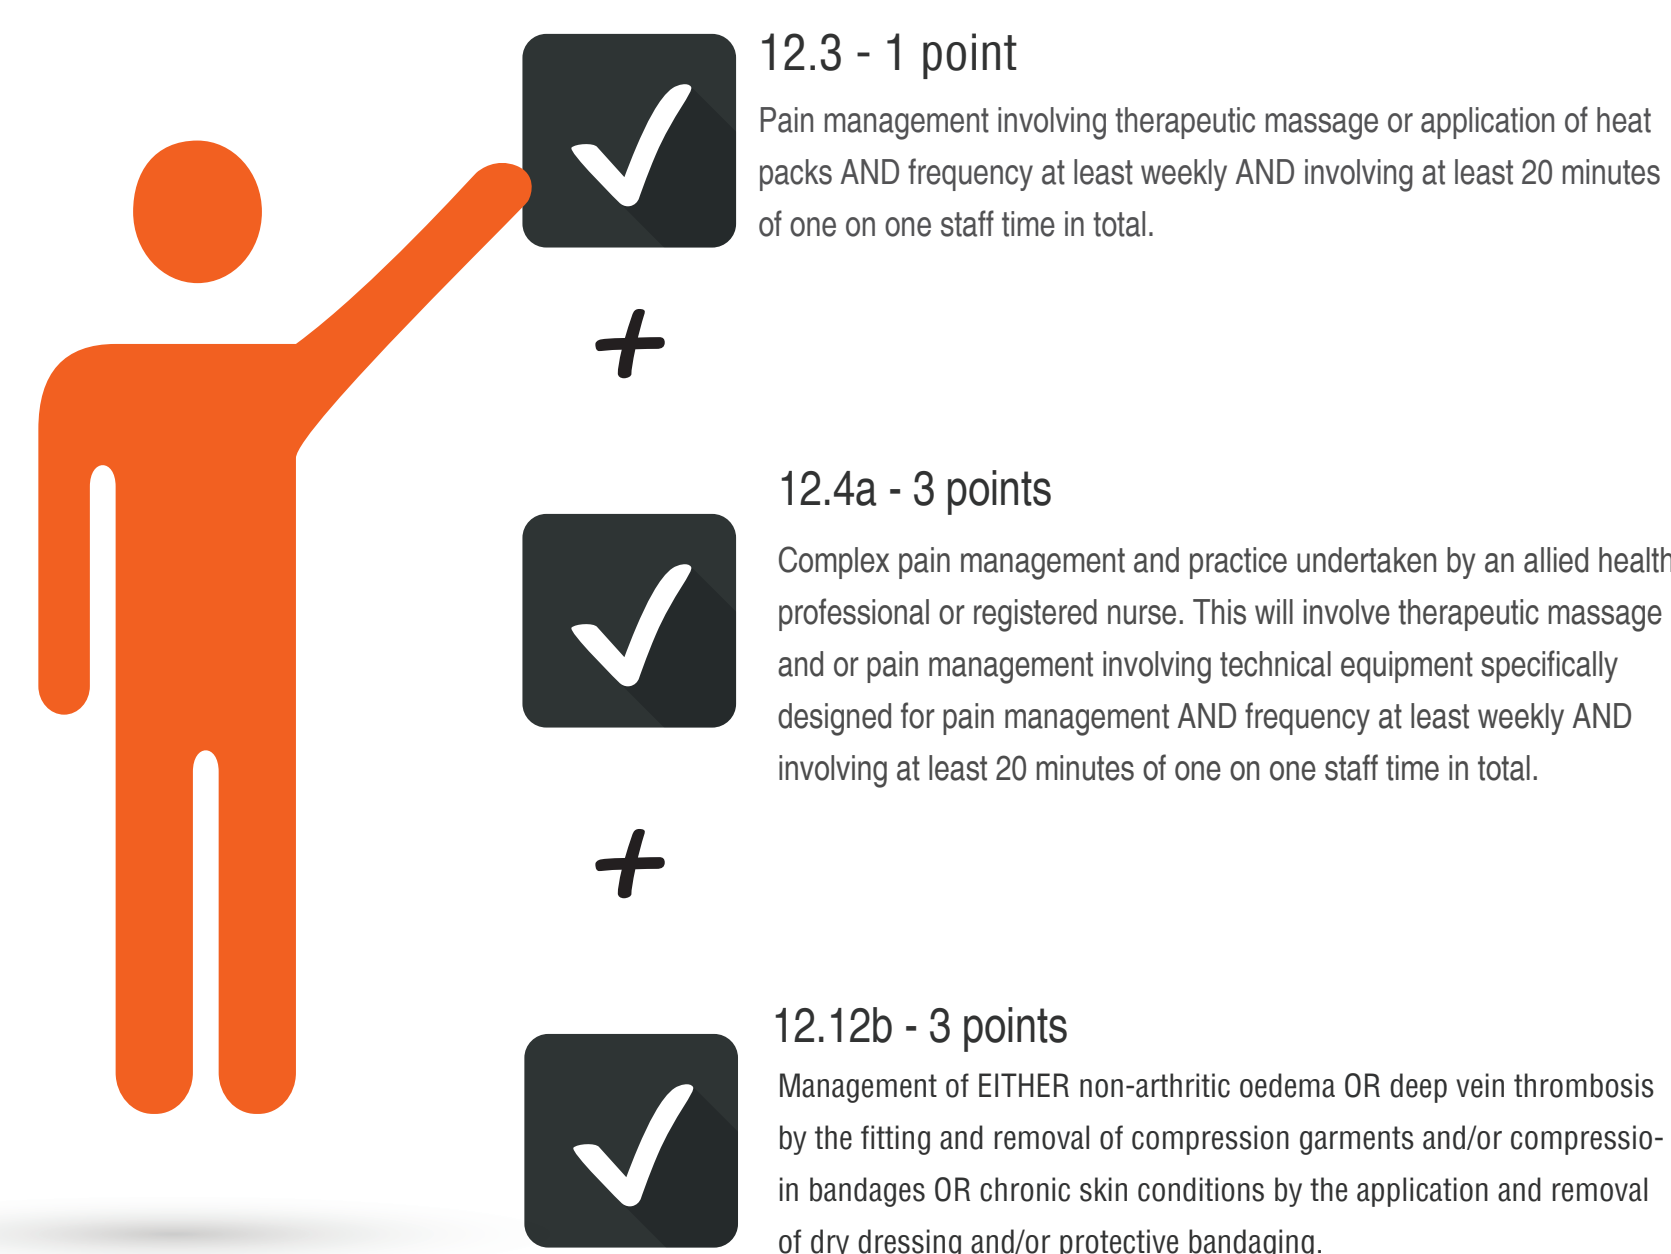 12.3 - 1 point
Pain management involving therapeutic massage or application of heat
packs AND frequency at least weekly AND involving at least 20 minutes
of one on one staff time in total.
+
12.4a - 3 points
Complex pain management and practice undertaken by an allied health
professional or registered nurse. This will involve therapeutic massage
and or pain management involving technical equipment specifically
designed for pain management AND frequency at least weekly AND
involving at least 20 minutes of one on one staff time in total.
+
12.12b - 3 points
Management of EITHER non-arthritic oedema OR deep vein thrombosis
by the fitting and removal of compression garments and/or compressio-
in bandages OR chronic skin conditions by the application and removal
of dry dressing and/or protective bandaging.